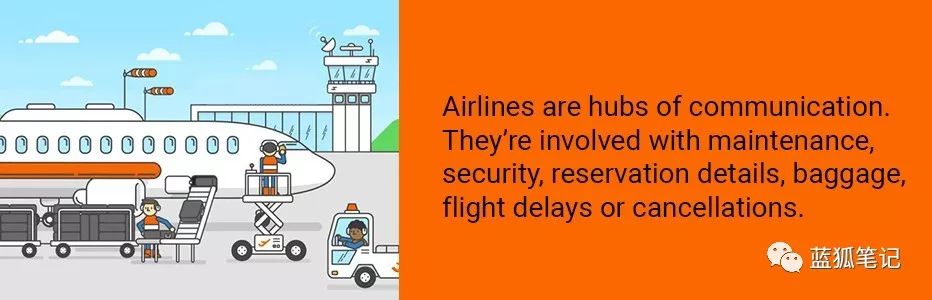 Airlines are hubs of communication.
They’re involved with maintenance,
security, reservation details, baggage,
flight delays or cancellations.
蓝狐笔记